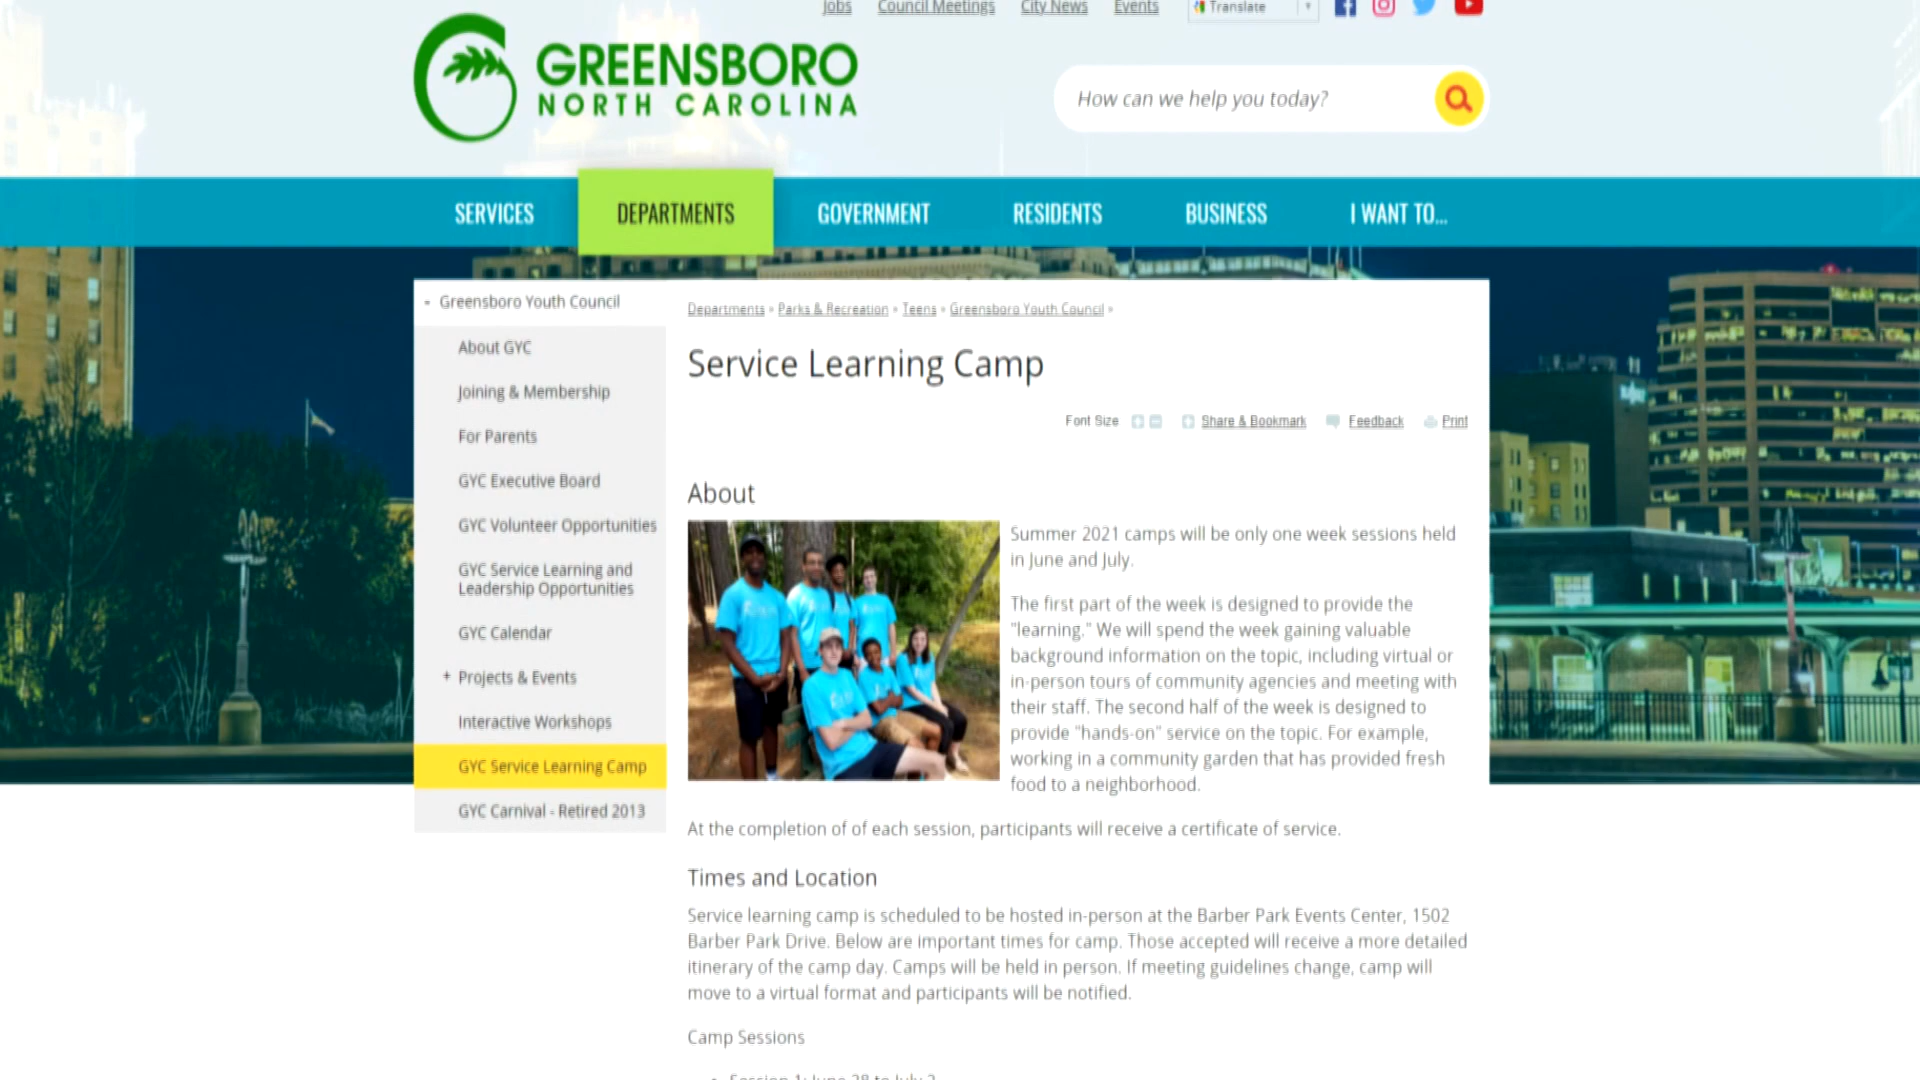 Jobs Council Meetings City News Events Translate
GREENSBORO
NORTH CAROLINA
How can we help you today?
SERVICES DEPARTMENTS GOVERNMENT RESIDENTS BUSINESS I WANT TO...
- Greensboro Youth Council
About GYC
Joining & Membership
For Parents
GYC Executive Board
GYC Volunteer Opportunities
GYC Service Learning and
Leadership Opportunities
GYC Calendar
+ Projects & Events
Interactive Workshops
GYC Service Learning Camp
GYC Carnival - Retired 2013
Departments » Parks & Recreation » Teens » Greensboro Youth Council »
Service Learning Camp
Font Size + - Share & Bookmark Feedback Print
About
Summer 2021 camps will be only one week sessions held
in June and July.
The first part of the week is designed to provide the
"learning." We will spend the week gaining valuable
background information on the topic, including virtual or
in-person tours of community agencies and meeting with
their staff. The second half of the week is designed to
provide "hands-on" service on the topic. For example,
working in a community garden that has provided fresh
food to a neighborhood.
At the completion of of each session, participants will receive a certificate of service.
Times and Location
Service learning camp is scheduled to be hosted in-person at the Barber Park Events Center, 1502
Barber Park Drive. Below are important times for camp. Those accepted will receive a more detailed
itinerary of the camp day. Camps will be held in person. If meeting guidelines change, camp will
move to a virtual format and participants will be notified.
Camp Sessions
Session 1: June 28 to July 2